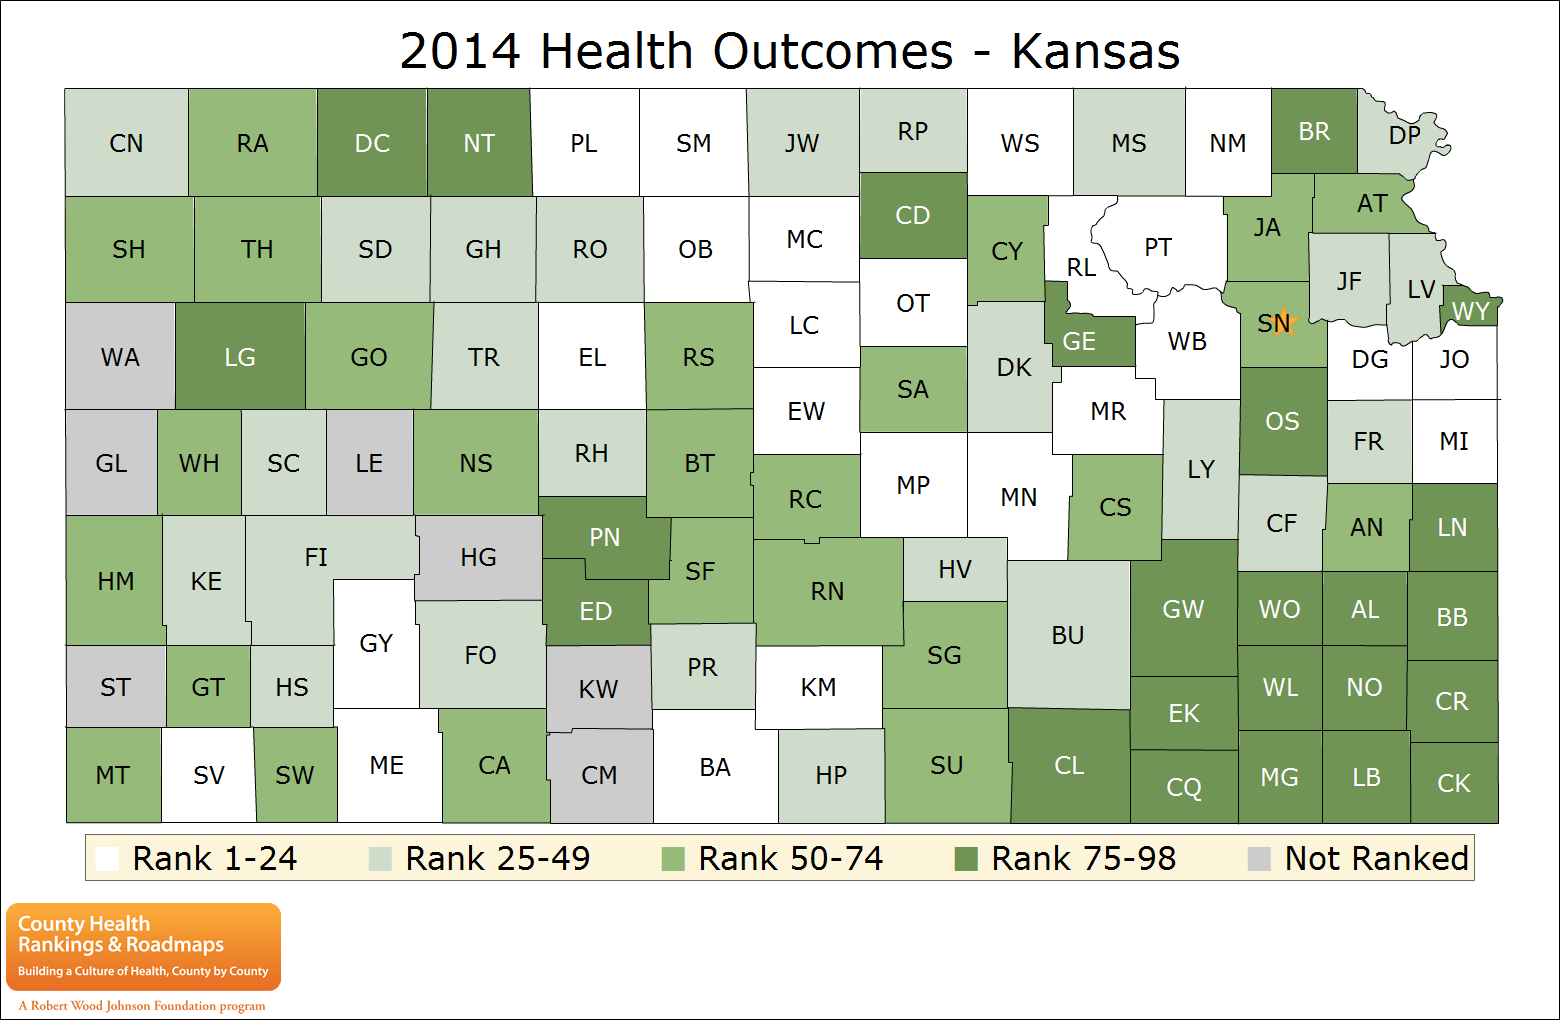 2014 Health Outcomes - Kansas
CN RA DC NT PL SM JW RP WS MS NM BR DP
SH TH SD GH RO OB MC CD CY RL PT JA AT
JF LV WY
WA LG GO TR EL RS LC OT DK GE WB SN DG JO
GL WH SC LE NS RH BT EW SA MR LY OS FR MI
HM KE FI HG PN SF RC MP MN CS CF AN LN
ED RN HV BU GW WO AL BB
ST GT HS GY FO KW PR KM SG EK WL NO CR
MT SV SW ME CA CM BA HP SU CL CQ MG LB CK
Rank 1-24 Rank 25-49 Rank 50-74 Rank 75-98 Not Ranked
County Health
Rankings & Roadmaps
Building a Culture of Health, County by County
A Robert Wood Johnson Foundation program